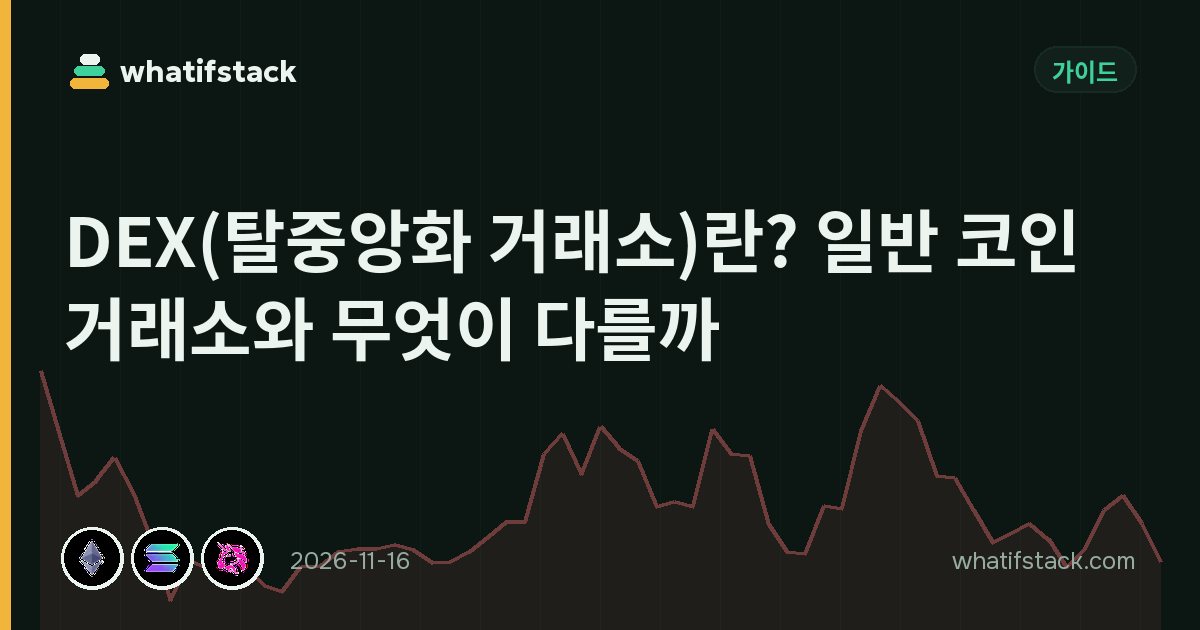 whatifstack
가이드
DEX(탈중앙화 거래소)란? 일반 코인
거래소와 무엇이 다를까
2026-11-16
whatifstack.com